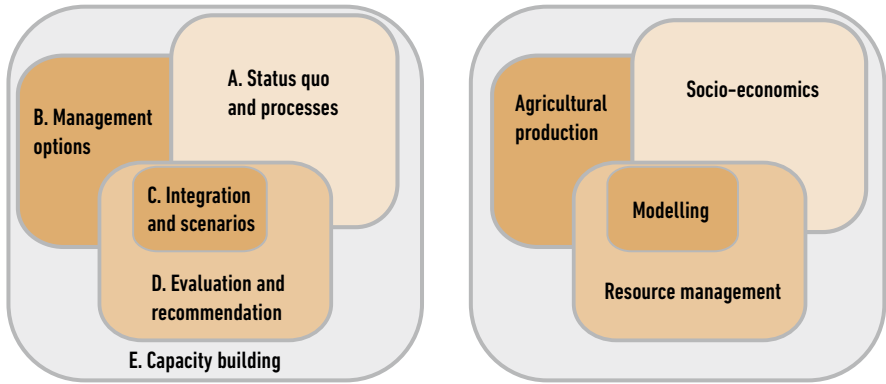 A. Status quo
and processes
B. Management
options
C. Integration
and scenarios
D. Evaluation and
recommendation
E. Capacity building
Socio-economics
Agricultural
production
Modelling
Resource management